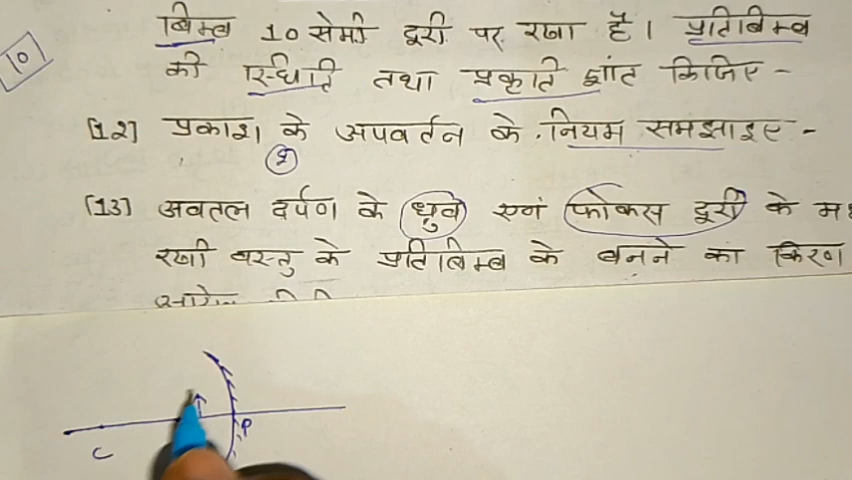 10
बिम्ब 10 सेमी दूरी पर रखा है। प्रतिबिम्ब
की स्थिति तथा प्रकृति ज्ञात किजिए -
[12] प्रकाश के अपवर्तन के नियम समझाइए -
2
[13] अवतल दर्पण के ध्रुव एवं फोकस दूरी के
रखी वस्तु के प्रतिबिम्ब के बनने का किरण
C P